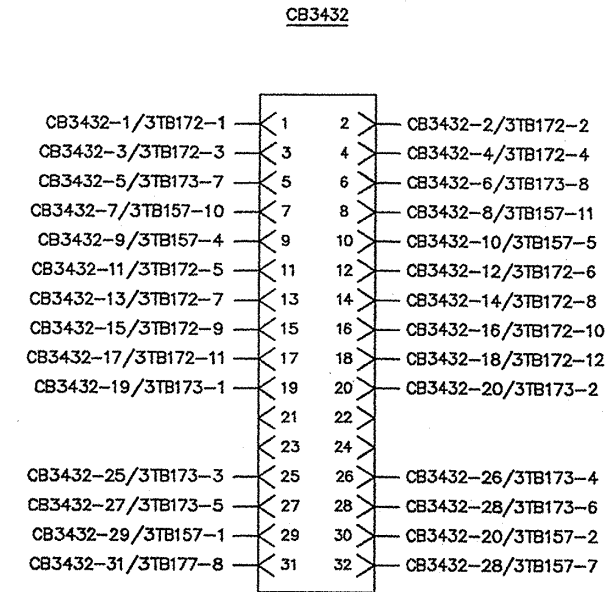 CB3432
CB3432-1/3TB172-1 1 2 CB3432-2/3TB172-2
CB3432-3/3TB172-3 3 4 CB3432-4/3TB172-4
CB3432-5/3TB173-7 5 6 CB3432-6/3TB173-8
CB3432-7/3TB157-10 7 8 CB3432-8/3TB157-11
CB3432-9/3TB157-4 9 10 CB3432-10/3TB157-5
CB3432-11/3TB172-5 11 12 CB3432-12/3TB172-6
CB3432-13/3TB172-7 13 14 CB3432-14/3TB172-8
CB3432-15/3TB172-9 15 16 CB3432-16/3TB172-10
CB3432-17/3TB172-11 17 18 CB3432-18/3TB172-12
CB3432-19/3TB173-1 19 20 CB3432-20/3TB173-2
21 22
23 24
CB3432-25/3TB173-3 25 26 CB3432-26/3TB173-4
CB3432-27/3TB173-5 27 28 CB3432-28/3TB173-6
CB3432-29/3TB157-1 29 30 CB3432-20/3TB157-2
CB3432-31/3TB177-8 31 32 CB3432-28/3TB157-7